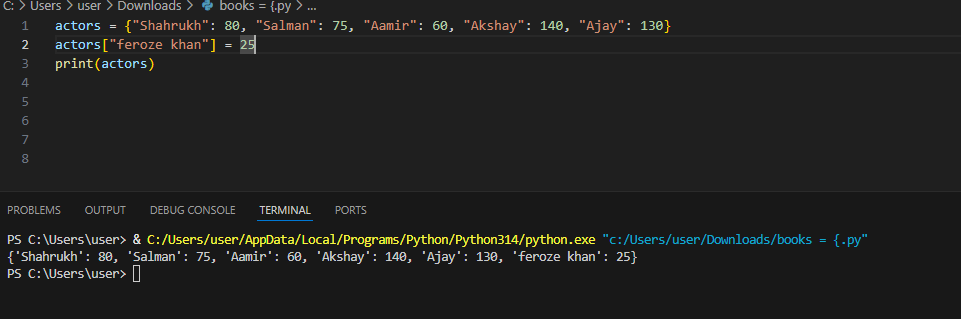 C: > Users > user > Downloads > books = {.py > ...
1 actors = {"Shahrukh": 80, "Salman": 75, "Aamir": 60, "Akshay": 140, "Ajay": 130}
2 actors["feroze khan"] = 25
3 print(actors)
4
5
6
7
8
PROBLEMS OUTPUT DEBUG CONSOLE TERMINAL PORTS
PS C:\Users\user> & C:/Users/user/AppData/Local/Programs/Python/Python314/python.exe "c:/Users/user/Downloads/books = {.py"
{'Shahrukh': 80, 'Salman': 75, 'Aamir': 60, 'Akshay': 140, 'Ajay': 130, 'feroze khan': 25}
PS C:\Users\user>